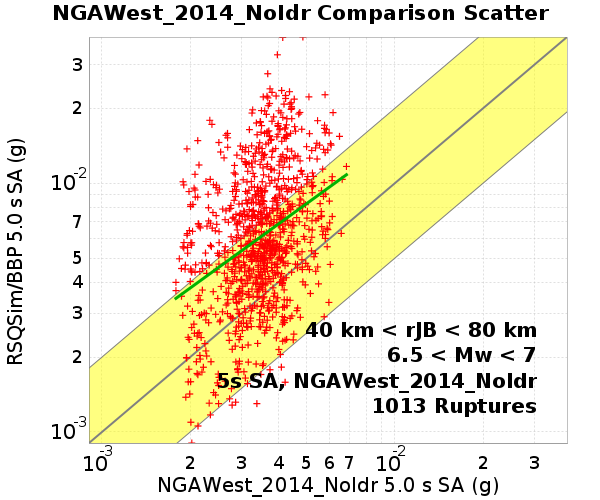 NGAWest_2014_NoIdr Comparison Scatter
RSQSim/BBP 5.0 s SA (g)
3
2
10-2
7
5
4
3
2
10-3
40 km < rJB < 80 km
6.5 < Mw < 7
5s SA, NGAWest_2014_NoIdr
1013 Ruptures
10-3 2 3 4 5 6 7 10-2 2 3
NGAWest_2014_NoIdr 5.0 s SA (g)